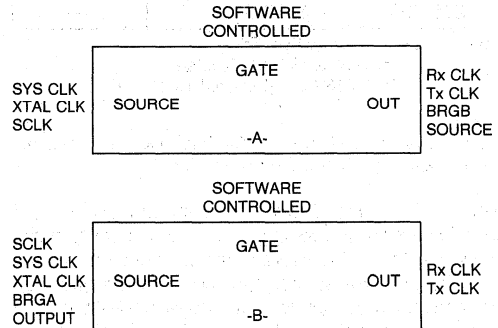 SOFTWARE
CONTROLLED
GATE
SYS CLK
XTAL CLK
SCLK
SOURCE
OUT
Rx CLK
Tx CLK
BRGB
SOURCE
-A-
SOFTWARE
CONTROLLED
GATE
SCLK
SYS CLK
XTAL CLK
BRGA
OUTPUT
SOURCE
OUT
Rx CLK
Tx CLK
-B-